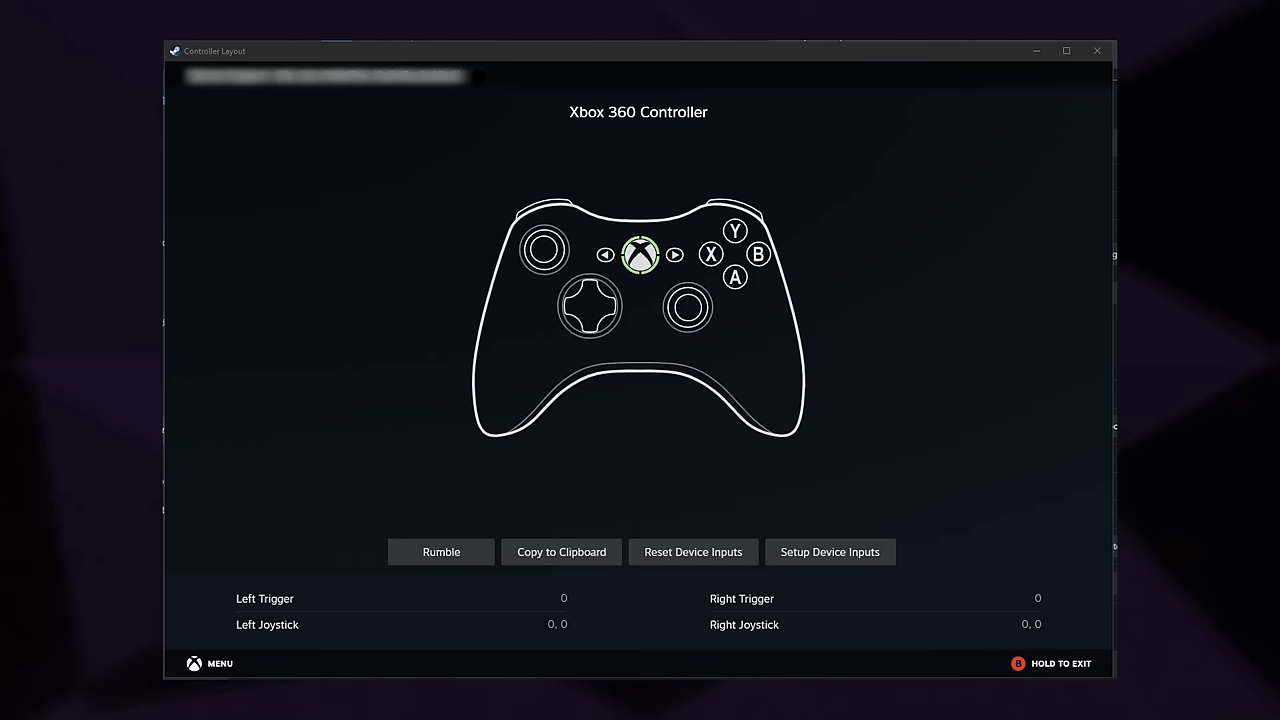 Controller Layout
Xbox 360 Controller
Y
X B
A
Rumble Copy to Clipboard Reset Device Inputs Setup Device Inputs
Left Trigger 0 Right Trigger 0
Left Joystick 0, 0 Right Joystick 0, 0
MENU B HOLD TO EXIT